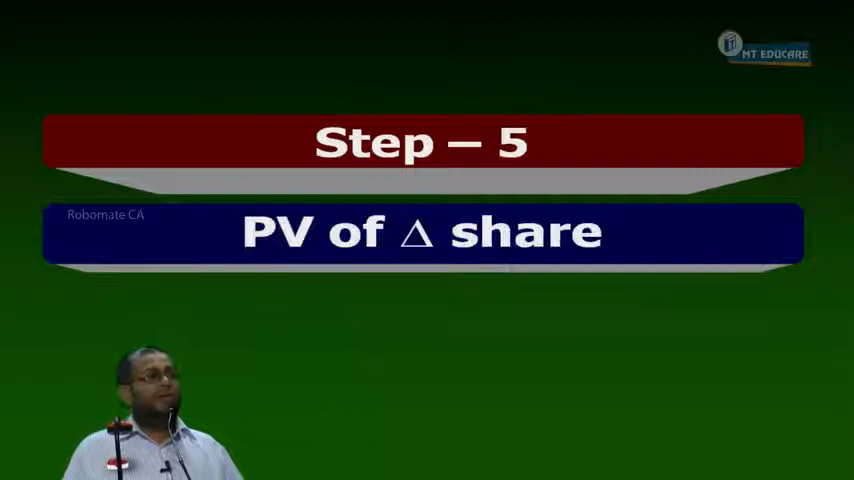 MT EDUCARE
Step – 5
Robomate CA
PV of Δ share